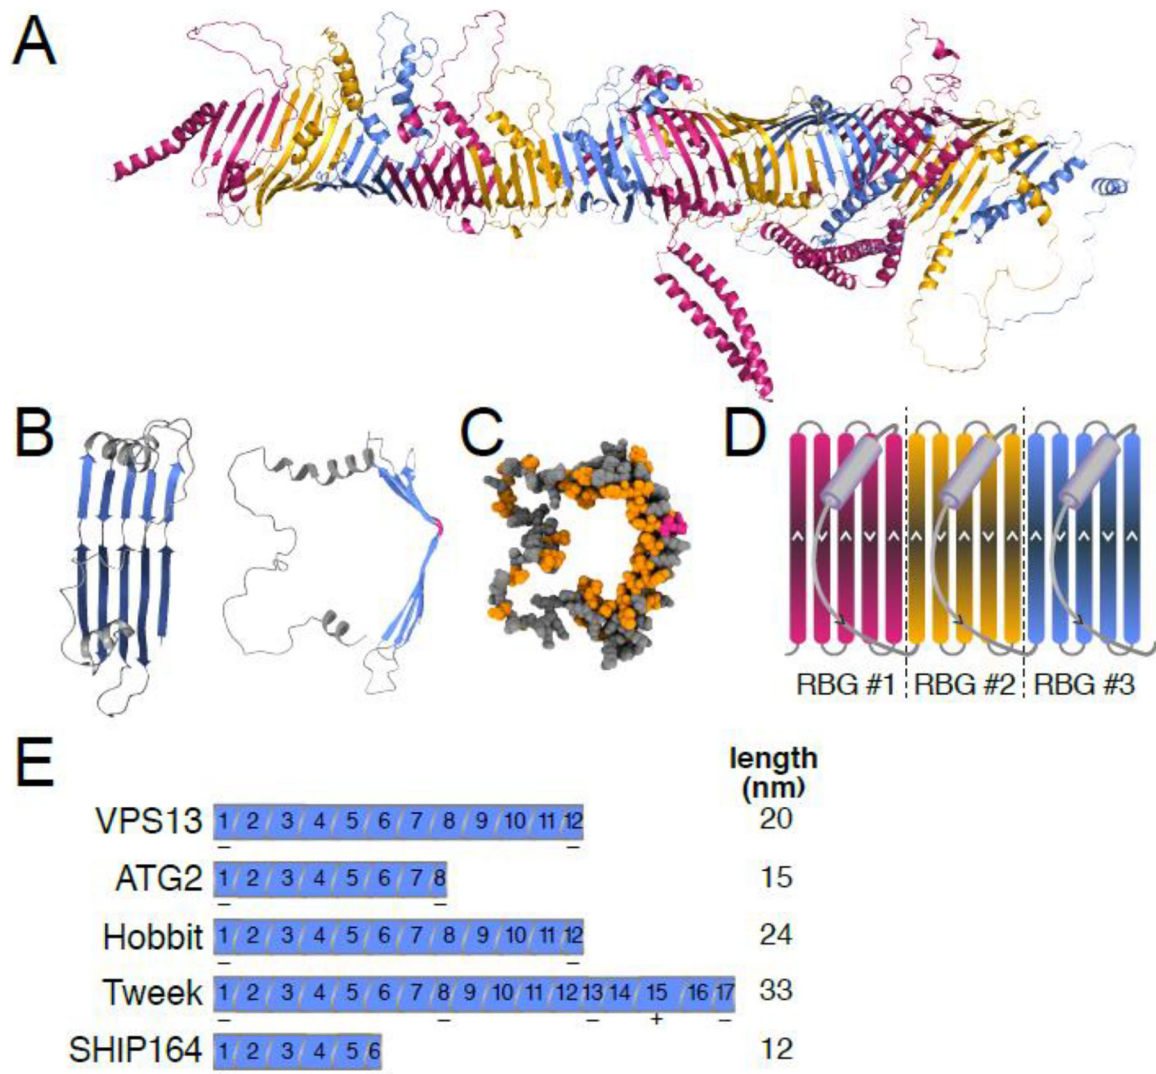 A
B
C
D
RBG #1 RBG #2 RBG #3
E
length
(nm)
VPS13 1 2 3 4 5 6 7 8 9 10 11 12 20
– –
ATG2 1 2 3 4 5 6 7 8 15
– –
Hobbit 1 2 3 4 5 6 7 8 9 10 11 12 24
– –
Tweek 1 2 3 4 5 6 7 8 9 10 11 12 13 14 15 16 17 33
– – – + –
SHIP164 1 2 3 4 5 6 12